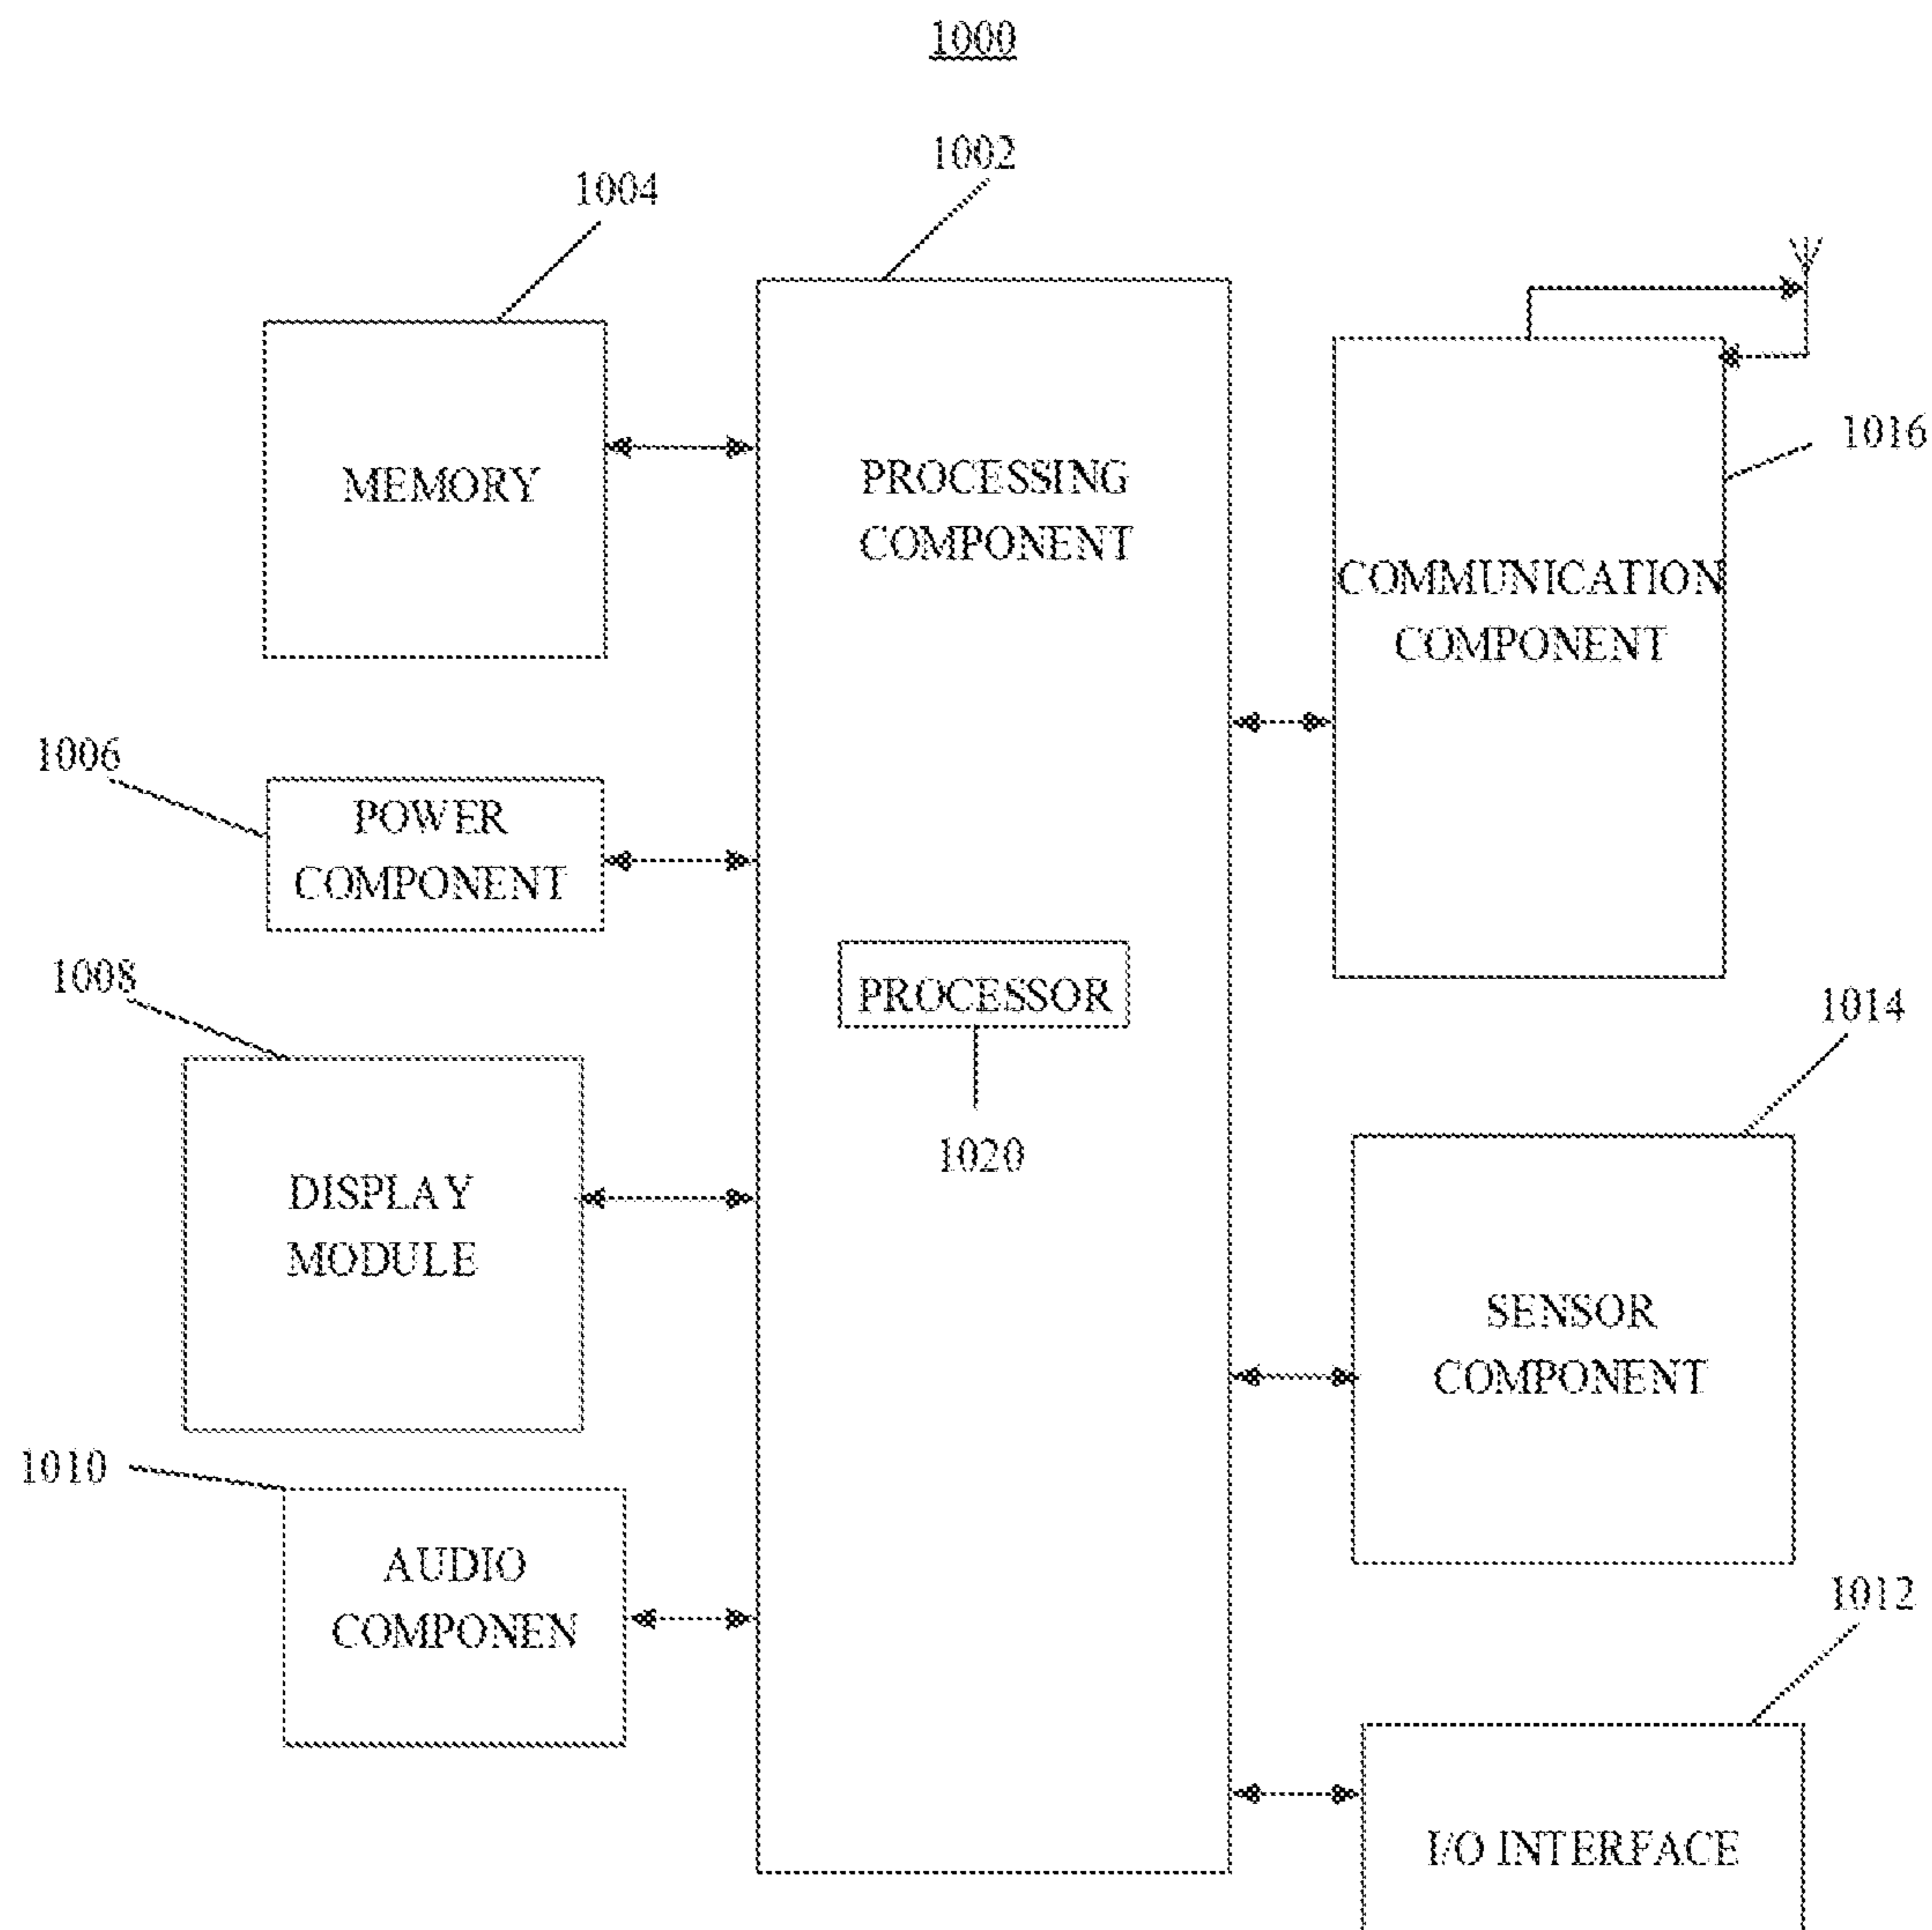 1000
1002
1004
MEMORY
PROCESSING
COMPONENT
1016
COMMUNICATION
COMPONENT
1006
POWER
COMPONENT
1008
PROCESSOR
1020
DISPLAY
MODULE
1014
SENSOR
COMPONENT
1010
AUDIO
COMPONEN
1012
I/O INTERFACE